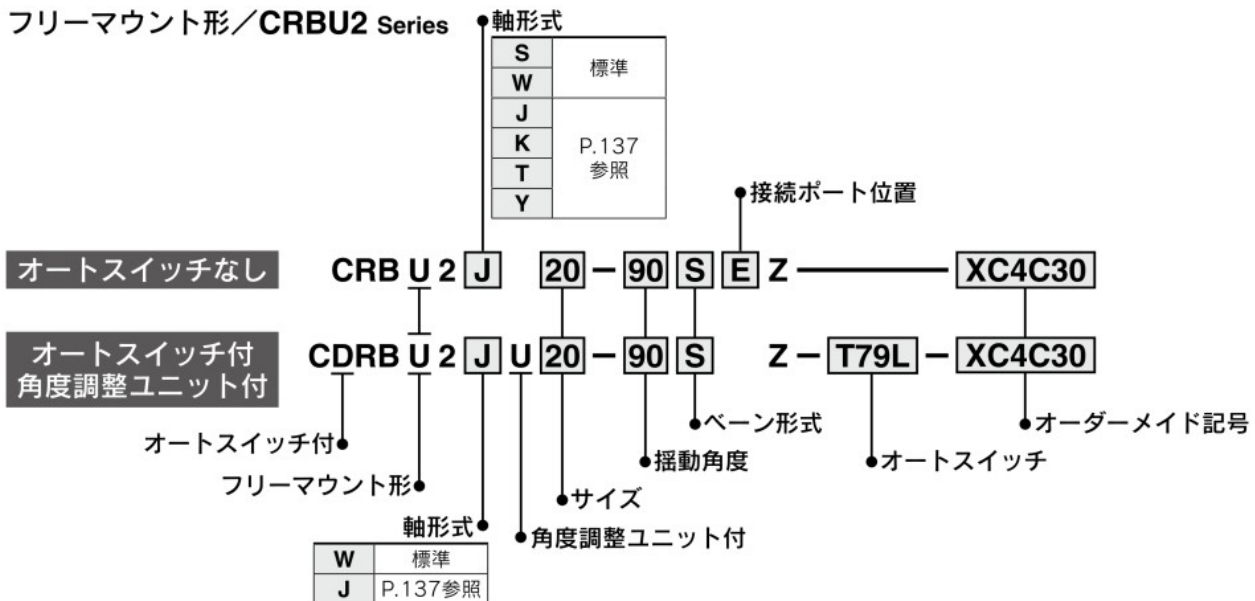 フリーマウント形／CRBU2 Series
軸形式
S 標準
W
J P.137参照
K
T
Y
接続ポート位置
オートスイッチなし CRB U 2 J 20－90 S E Z XC4C30
オートスイッチ付 角度調整ユニット付 CDRB U 2 J U 20－90 S Z－T79L－XC4C30
ベーン形式
オーダーメイド記号
オートスイッチ付
揺動角度
オートスイッチ
フリーマウント形
サイズ
軸形式
角度調整ユニット付
W 標準
J P.137参照